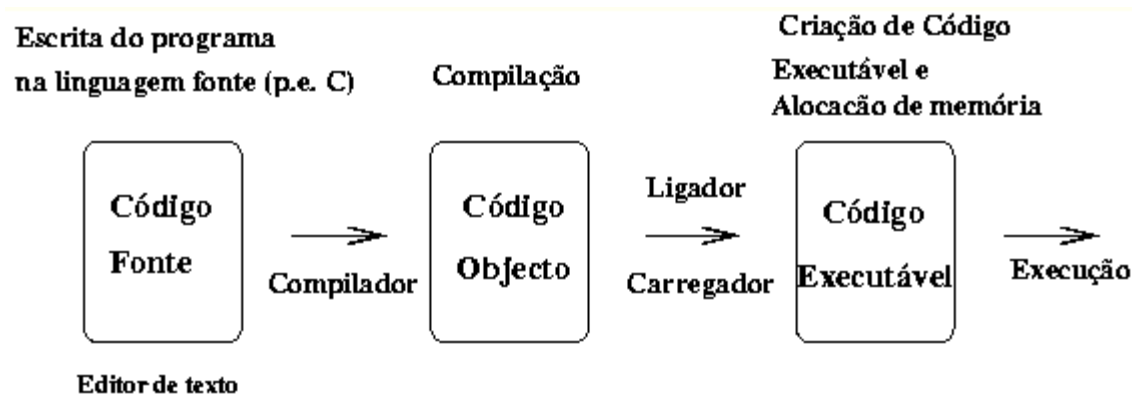 Escrita do programa
na linguagem fonte (p.e. C)
Compilação
Criação de Código
Executável e
Alocacão de memória
Código
Fonte
Compilador
Código
Objecto
Ligador
Carregador
Código
Executável
Execução
Editor de texto